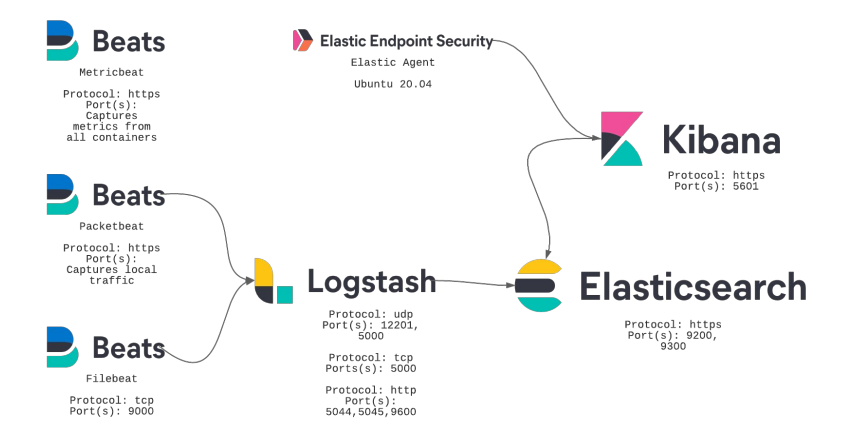 Beats
Metricbeat
Protocol: https
Port(s):
Captures
metrics from
all containers
Elastic Endpoint Security
Elastic Agent
Ubuntu 20.04
Kibana
Protocol: https
Port(s): 5601
Beats
Packetbeat
Protocol: https
Port(s):
Captures local
traffic
Logstash
Protocol: udp
Port(s): 12201,
5000
Protocol: tcp
Ports(s): 5000
Protocol: http
Port(s):
5044,5045,9600
Elasticsearch
Protocol: https
Port(s): 9200,
9300
Beats
Filebeat
Protocol: tcp
Port(s): 9000